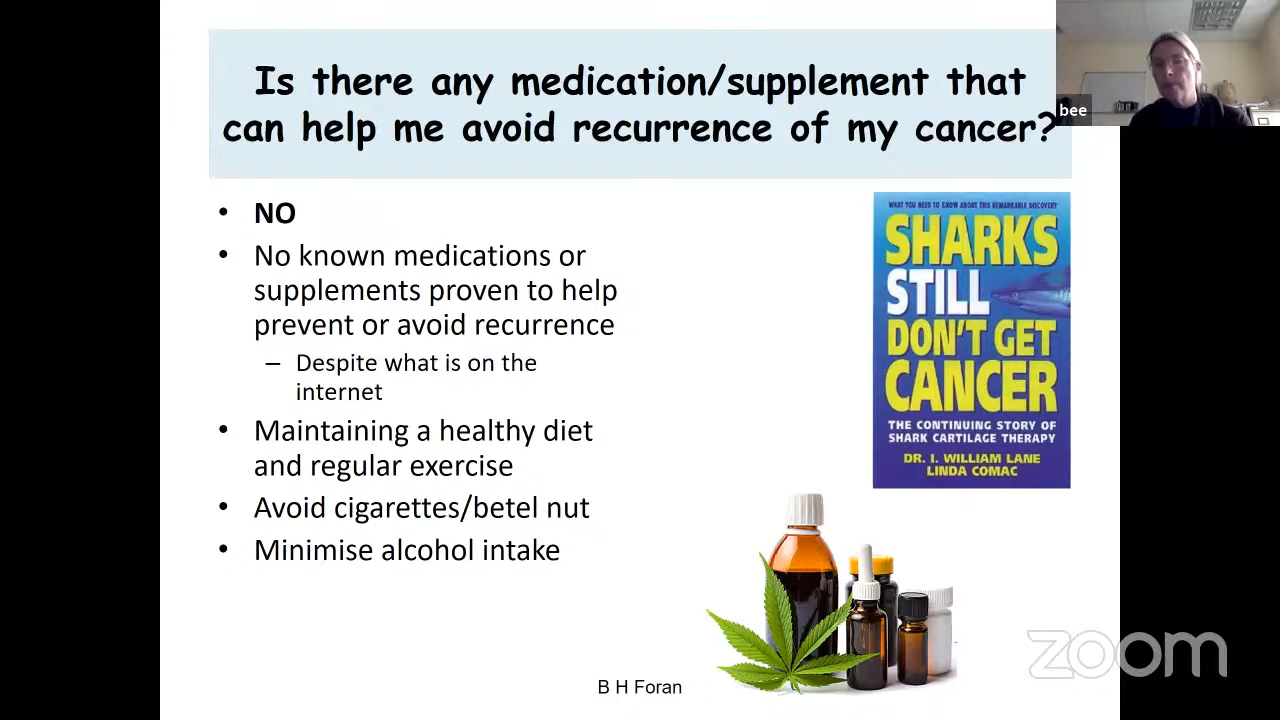 Is there any medication/supplement that
can help me avoid recurrence of my cancer?
bee
• NO
• No known medications or
supplements proven to help
prevent or avoid recurrence
– Despite what is on the
internet
• Maintaining a healthy diet
and regular exercise
• Avoid cigarettes/betel nut
• Minimise alcohol intake
WHAT YOU NEED TO KNOW ABOUT THIS REMARKABLE DISCOVERY
SHARKS
STILL
DON'T GET
CANCER
THE CONTINUING STORY OF
SHARK CARTILAGE THERAPY
DR. I. WILLIAM LANE
LINDA COMAC
B H Foran
zoom